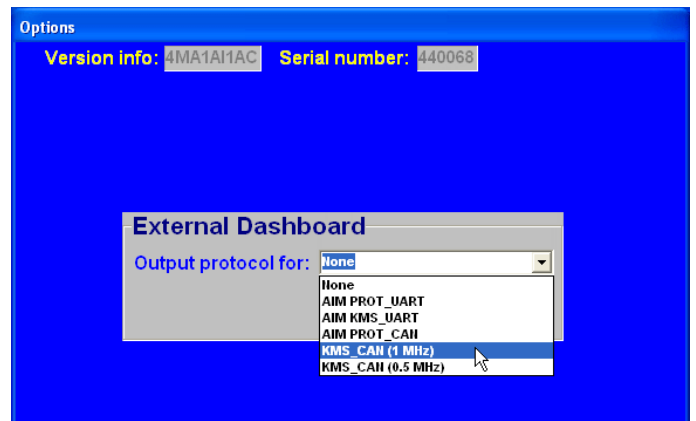 Options
Version info: 4MA1AI1AC Serial number: 440068
External Dashboard
Output protocol for: None
None
AIM PROT_UART
AIM KMS_UART
AIM PROT_CAN
KMS_CAN (1 MHz)
KMS_CAN (0.5 MHz)